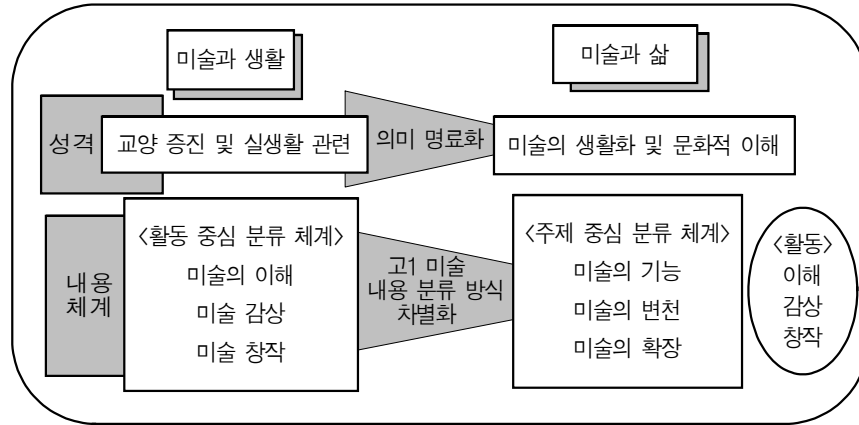 미술과 생활
미술과 삶
성격
교양 증진 및 실생활 관련
의미 명료화
미술의 생활화 및 문화적 이해
내용
체계
<활동 중심 분류 체계>
미술의 이해
미술 감상
미술 창작
고1 미술
내용 분류 방식
차별화
<주제 중심 분류 체계>
미술의 기능
미술의 변천
미술의 확장
<활동>
이해
감상
창작